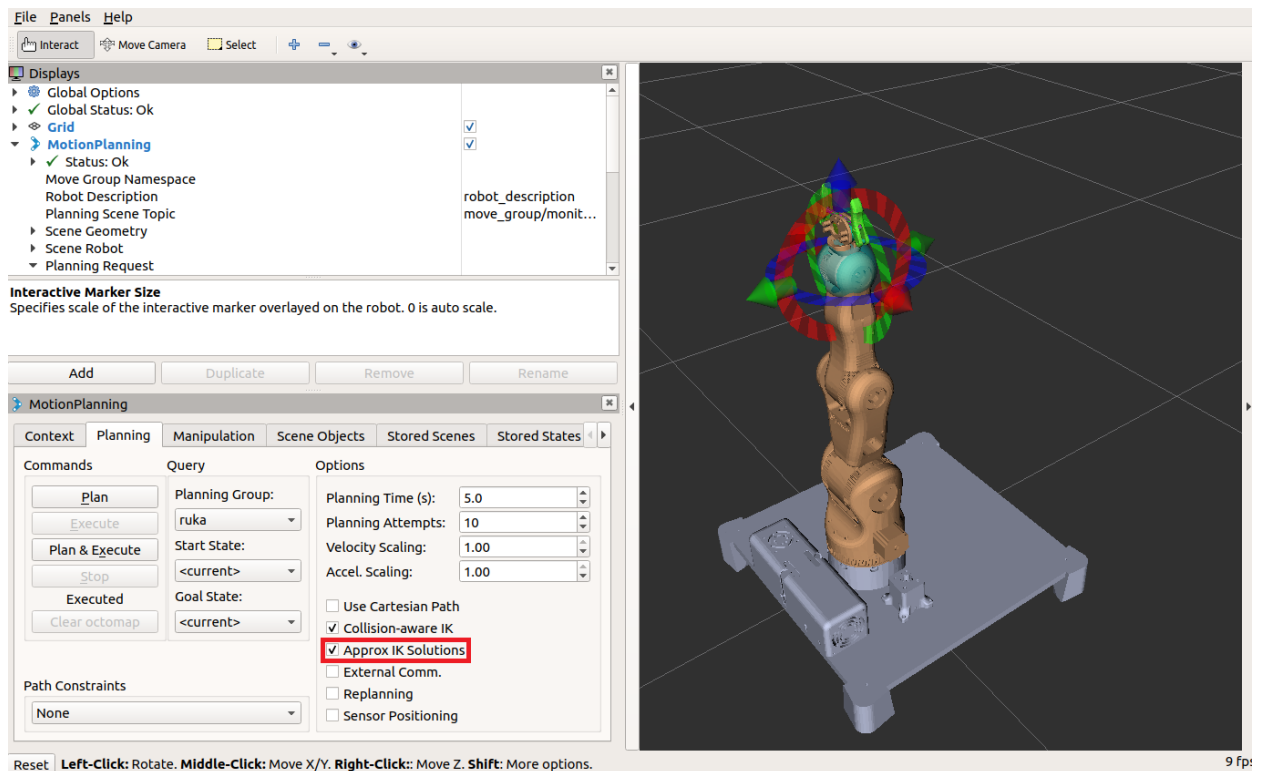 File Panels Help
Interact Move Camera Select
Displays
Global Options
Global Status: Ok
Grid
MotionPlanning
Status: Ok
Move Group Namespace
Robot Description robot_description
Planning Scene Topic move_group/monit...
Scene Geometry
Scene Robot
Planning Request
Interactive Marker Size
Specifies scale of the interactive marker overlayed on the robot. 0 is auto scale.
Add Duplicate Remove Rename
MotionPlanning
Context Planning Manipulation Scene Objects Stored Scenes Stored States
Commands Query Options
Plan
Execute
Plan & Execute
Stop
Executed
Clear octomap
Planning Group:
ruka
Start State:
<current>
Goal State:
<current>
Planning Time (s): 5.0
Planning Attempts: 10
Velocity Scaling: 1.00
Accel. Scaling: 1.00
Use Cartesian Path
Collision-aware IK
Approx IK Solutions
External Comm.
Replanning
Sensor Positioning
Path Constraints
None
Reset Left-Click: Rotate. Middle-Click: Move X/Y. Right-Click:: Move Z. Shift: More options. 9 fps